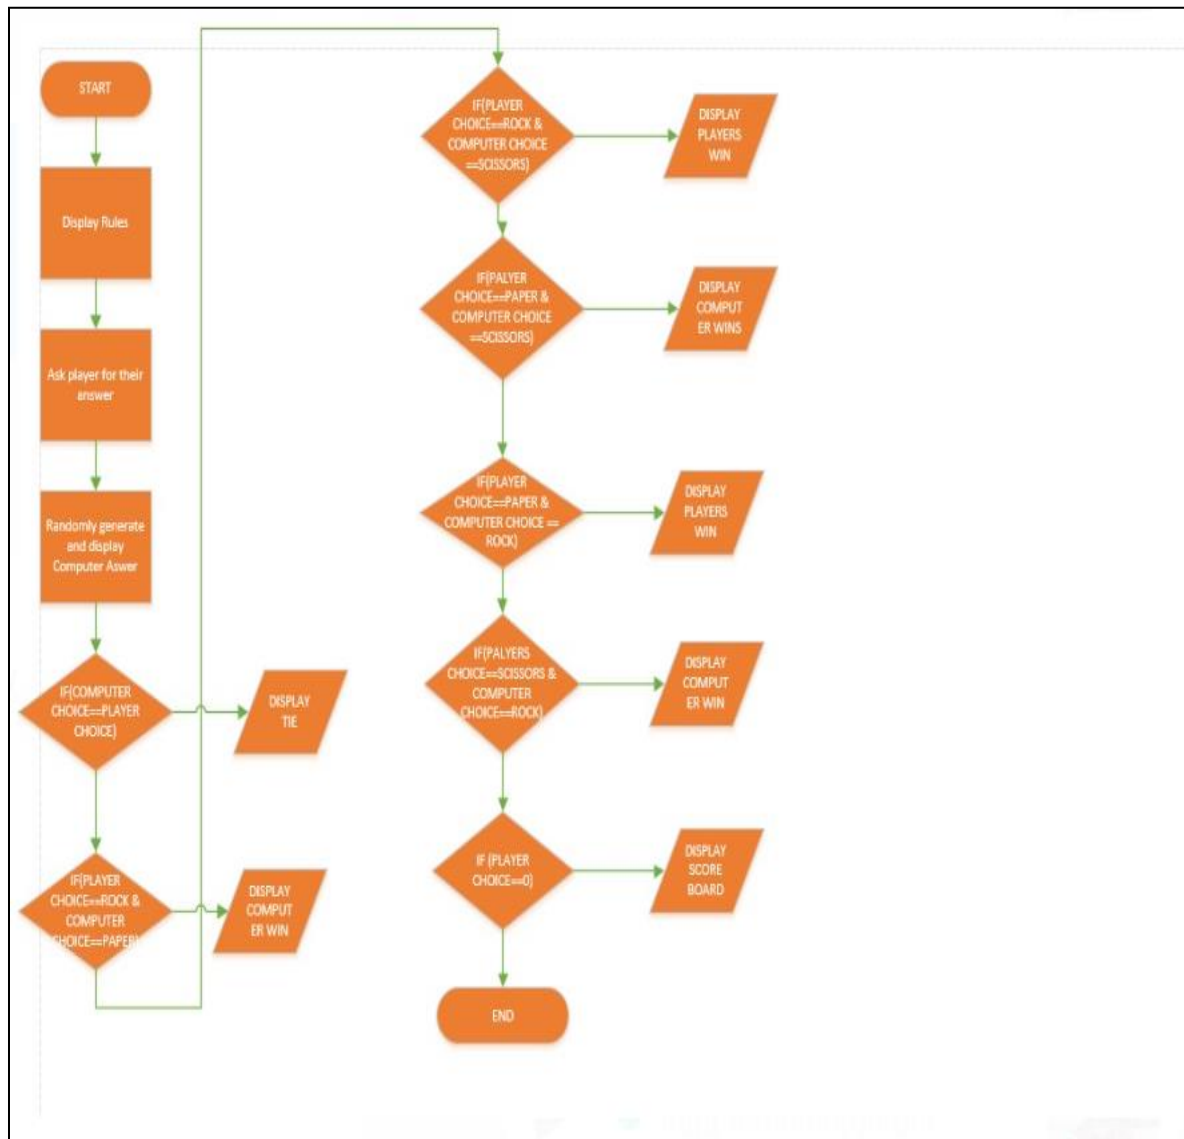 START
Display Rules
Ask player for their
answer
Randomly generate
and display
Computer Aswer
IF(COMPUTER
CHOICE==PLAYER
CHOICE)
DISPLAY
TIE
IF(PLAYER
CHOICE==ROCK &
COMPUTER
CHOICE==PAPER)
DISPLAY
COMPUT
ER WIN
IF(PLAYER
CHOICE==ROCK &
COMPUTER CHOICE
==SCISSORS)
DISPLAY
PLAYERS
WIN
IF(PALYER
CHOICE==PAPER &
COMPUTER CHOICE
==SCISSORS)
DISPLAY
COMPUT
ER WINS
IF(PLAYER
CHOICE==PAPER &
COMPUTER CHOICE ==
ROCK)
DISPLAY
PLAYERS
WIN
IF(PALYERS
CHOICE==SCISSORS &
COMPUTER
CHOICE==ROCK)
DISPLAY
COMPUT
ER WIN
IF (PLAYER
CHOICE==0)
DISPLAY
SCORE
BOARD
END